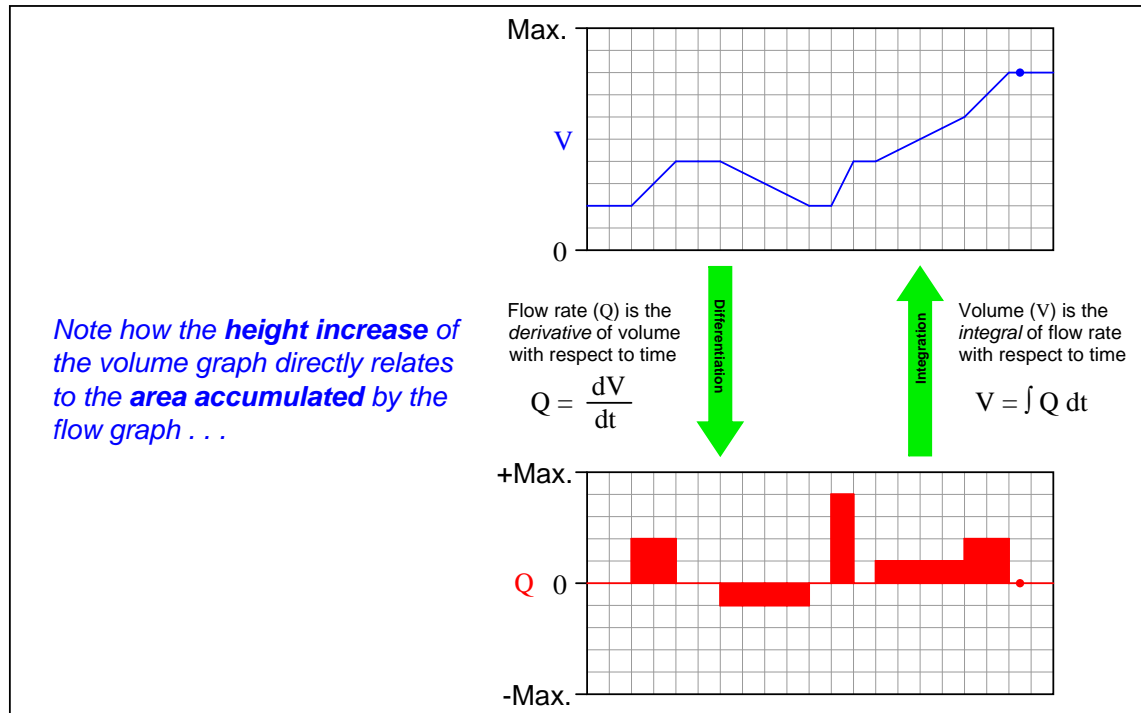 Max.
V
0
Note how the height increase of
the volume graph directly relates
to the area accumulated by the
flow graph . . .
Flow rate (Q) is the
derivative of volume
with respect to time
Q = dV/dt
Differentiation
Integration
Volume (V) is the
integral of flow rate
with respect to time
V = ∫ Q dt
+Max.
Q 0
-Max.